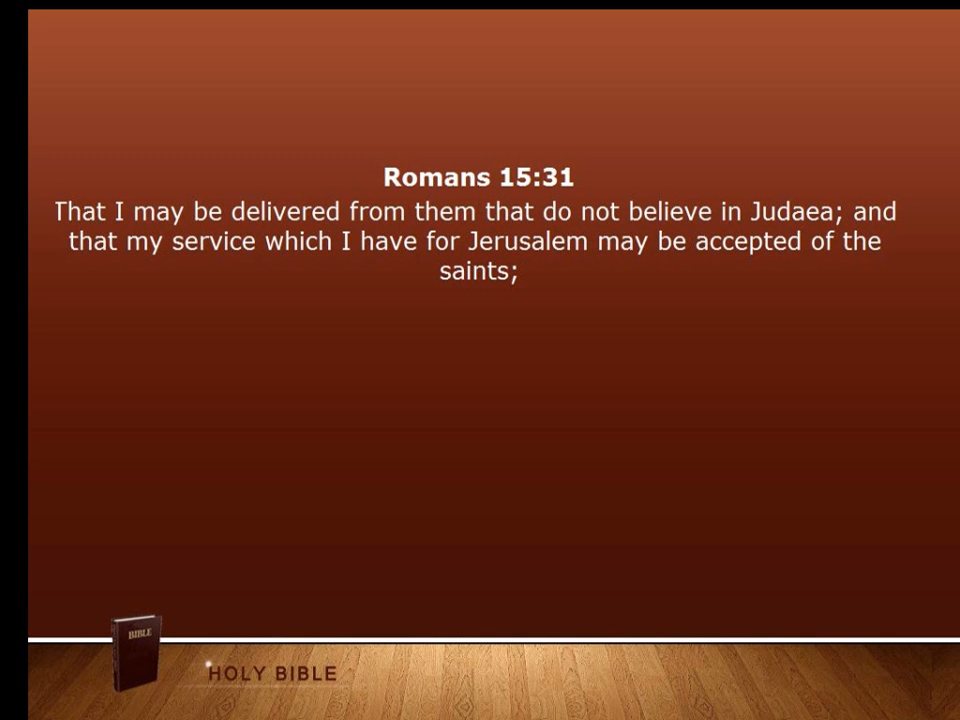 Romans 15:31
That I may be delivered from them that do not believe in Judaea; and
that my service which I have for Jerusalem may be accepted of the
saints;
BIBLE
HOLY BIBLE